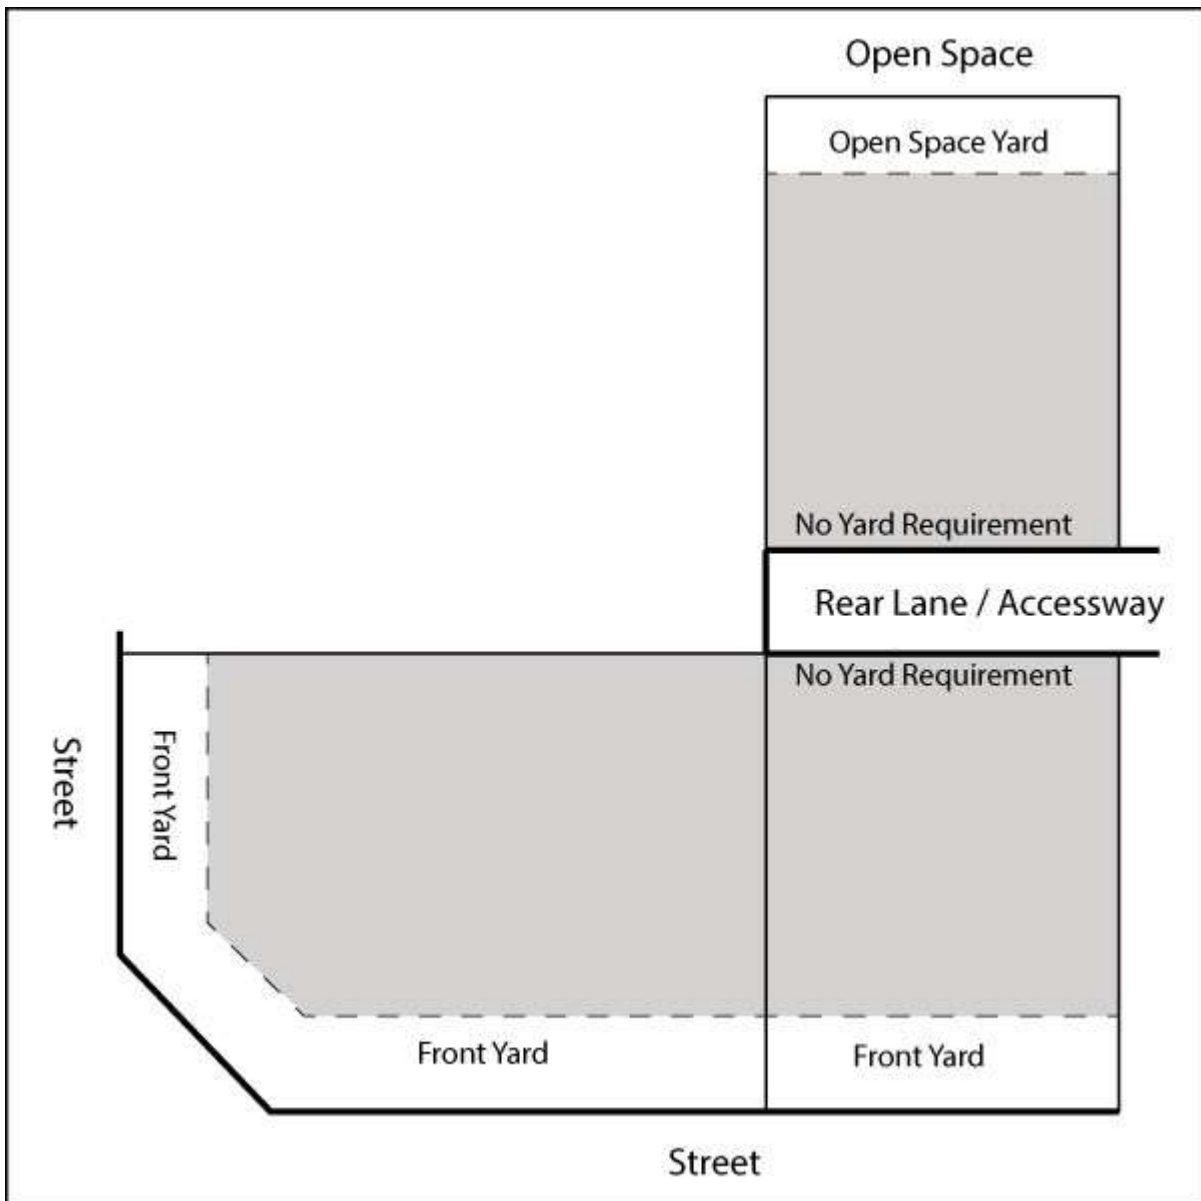 Open Space
Open Space Yard
No Yard Requirement
Rear Lane / Accessway
No Yard Requirement
Street
Front Yard
Front Yard
Front Yard
Street